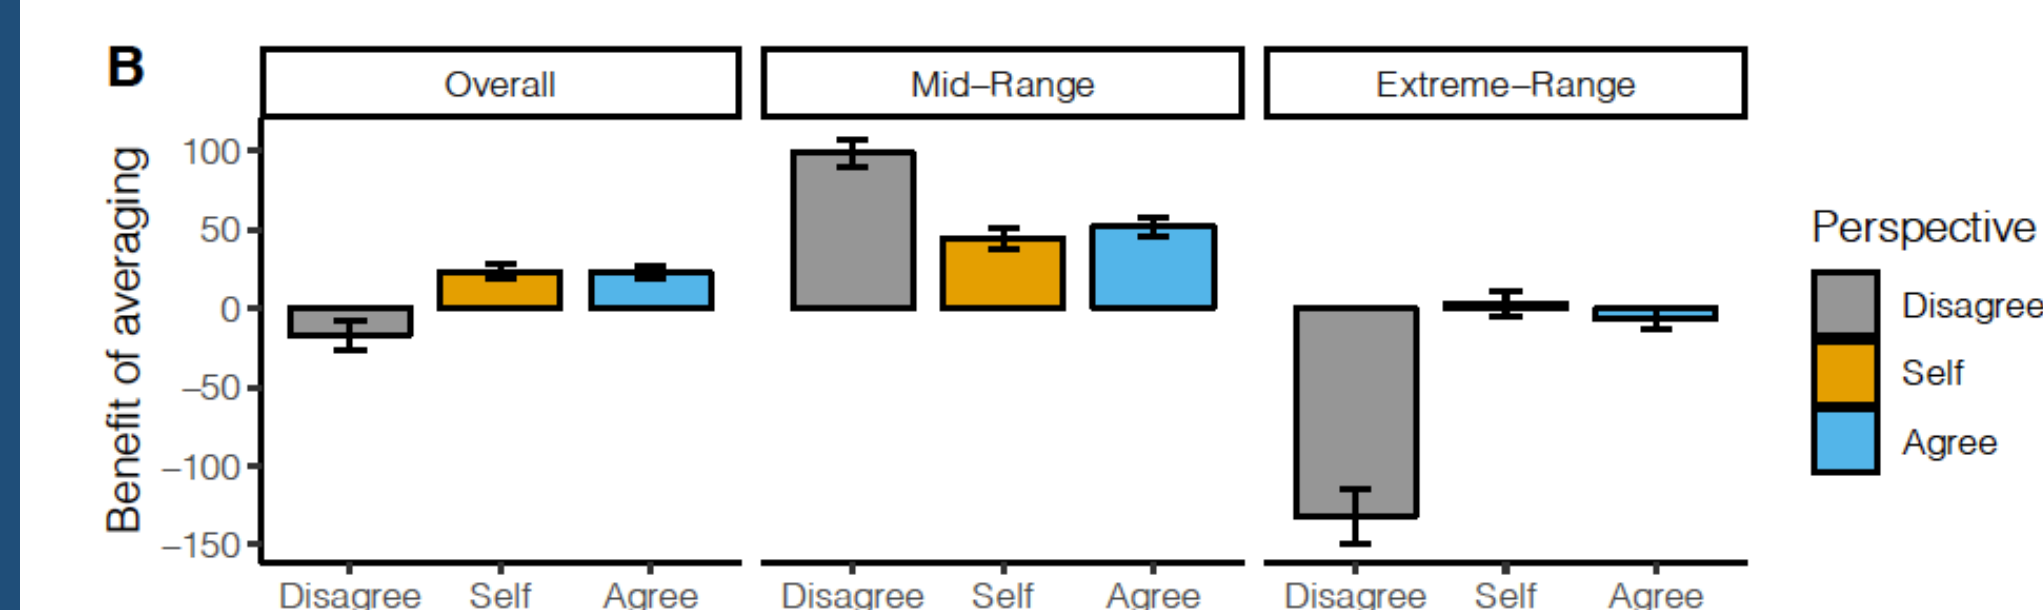 B
Overall
Mid–Range
Extreme–Range
Benefit of averaging
100
50
0
–50
–100
–150
Disagree Self Agree
Disagree Self Agree
Disagree Self Agree
Perspective
Disagree
Self
Agree